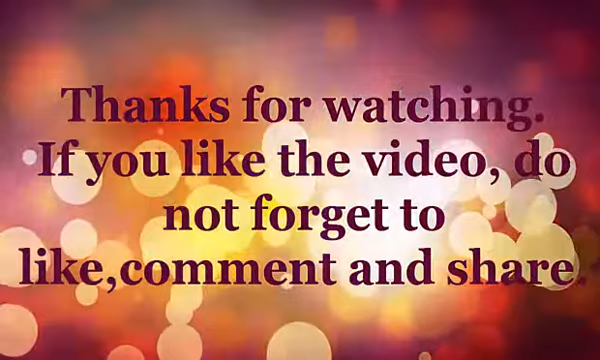 Thanks for watching.
If you like the video, do
not forget to
like,comment and share.